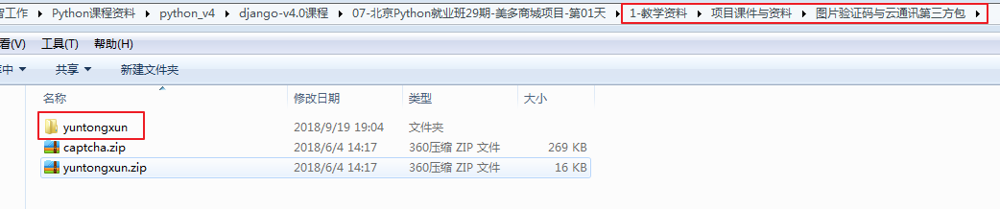 智工作 Python课程资料 python_v4 django-v4.0课程 07-北京Python就业班29期-美多商城项目-第01天 1-教学资料 项目课件与资料 图片验证码与云通讯第三方包
看(V) 工具(T) 帮助(H)
库中 共享 新建文件夹
名称 修改日期 类型 大小
yuntongxun 2018/9/19 19:04 文件夹
captcha.zip 2018/6/4 14:17 360压缩 ZIP 文件 269 KB
yuntongxun.zip 2018/6/4 14:17 360压缩 ZIP 文件 16 KB